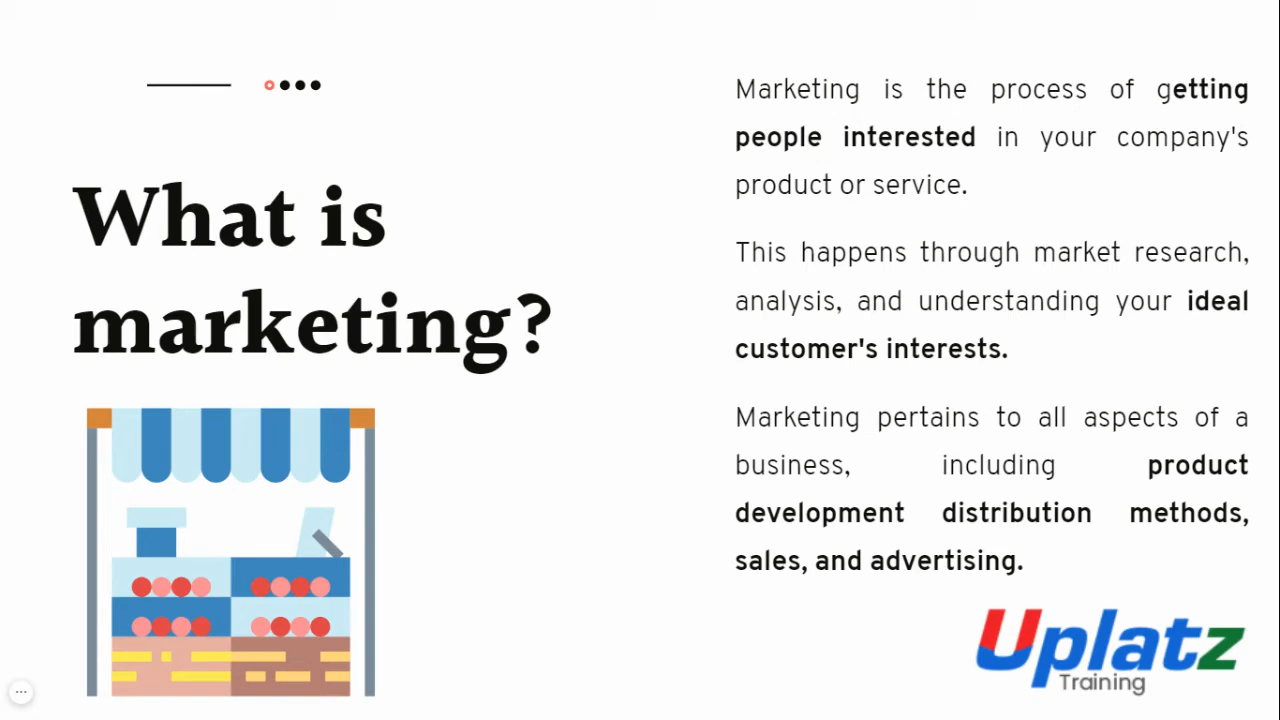 What is
marketing?
Marketing is the process of getting
people interested in your company's
product or service.
This happens through market research,
analysis, and understanding your ideal
customer's interests.
Marketing pertains to all aspects of a
business, including product
development distribution methods,
sales, and advertising.
Uplatz
Training